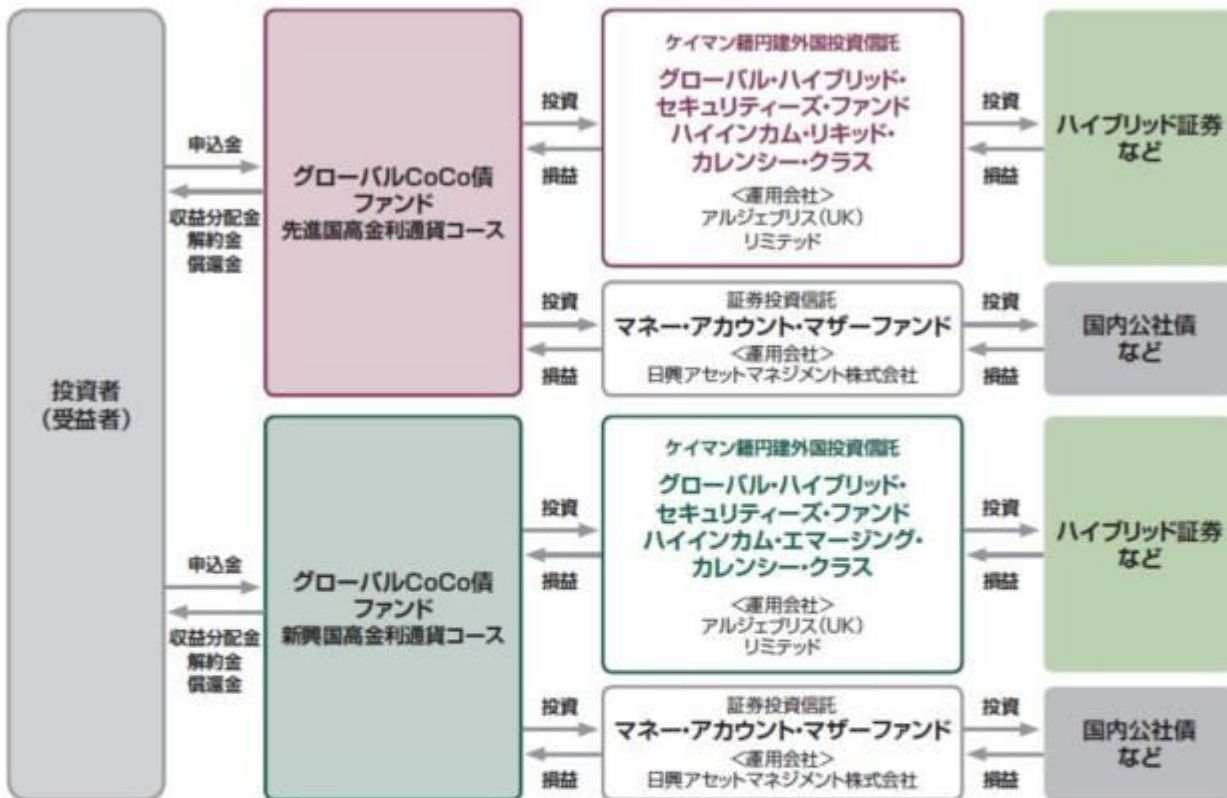 投資者
（受益者）
申込金
収益分配金
解約金
償還金
グローバルCoCo債
ファンド
先進国高金利通貨コース
投資
損益
ケイマン籍円建外国投資信託
グローバル・ハイブリッド・
セキュリティーズ・ファンド
ハイインカム・リキッド・
カレンシー・クラス
＜運用会社＞
アルジェブリス（UK）
リミテッド
投資
損益
ハイブリッド証券
など
投資
損益
証券投資信託
マネー・アカウント・マザーファンド
＜運用会社＞
日興アセットマネジメント株式会社
投資
損益
国内公社債
など
申込金
収益分配金
解約金
償還金
グローバルCoCo債
ファンド
新興国高金利通貨コース
投資
損益
ケイマン籍円建外国投資信託
グローバル・ハイブリッド・
セキュリティーズ・ファンド
ハイインカム・エマージング・
カレンシー・クラス
＜運用会社＞
アルジェブリス（UK）
リミテッド
投資
損益
ハイブリッド証券
など
投資
損益
証券投資信託
マネー・アカウント・マザーファンド
＜運用会社＞
日興アセットマネジメント株式会社
投資
損益
国内公社債
など